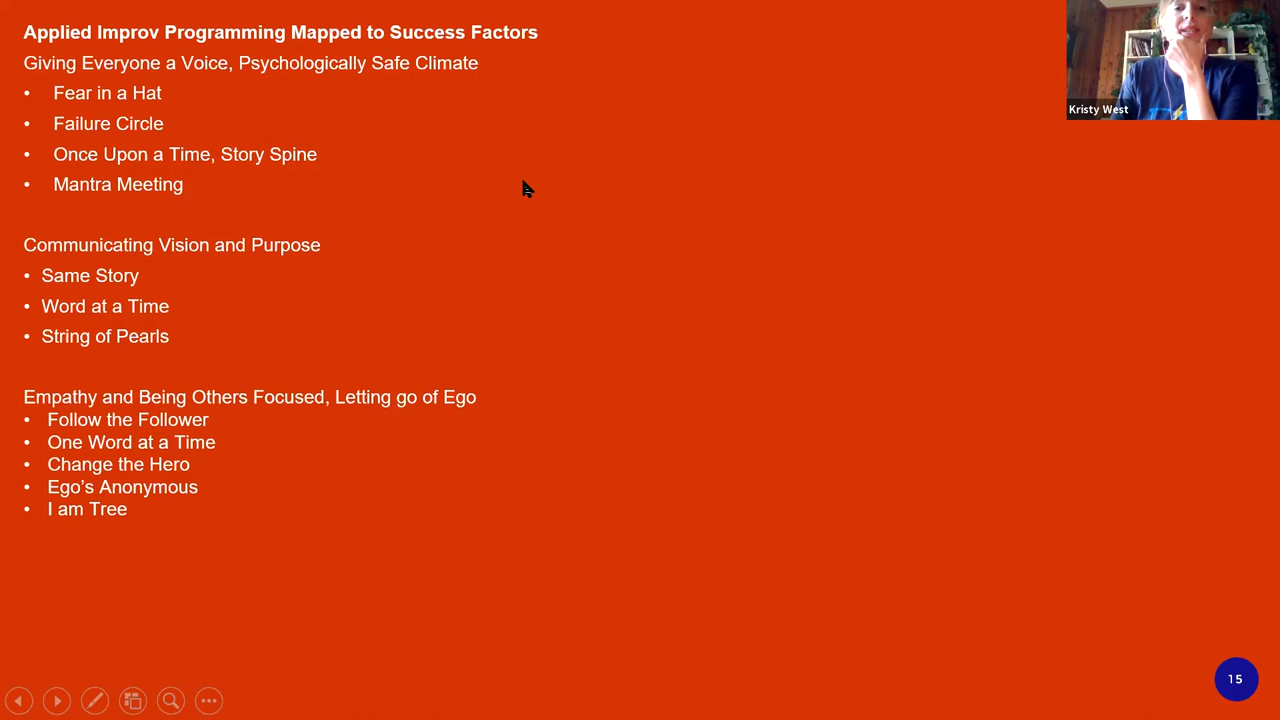 Applied Improv Programming Mapped to Success Factors
Giving Everyone a Voice, Psychologically Safe Climate
• Fear in a Hat
• Failure Circle
• Once Upon a Time, Story Spine
• Mantra Meeting
Communicating Vision and Purpose
• Same Story
• Word at a Time
• String of Pearls
Empathy and Being Others Focused, Letting go of Ego
• Follow the Follower
• One Word at a Time
• Change the Hero
• Ego’s Anonymous
• I am Tree
Kristy West
15